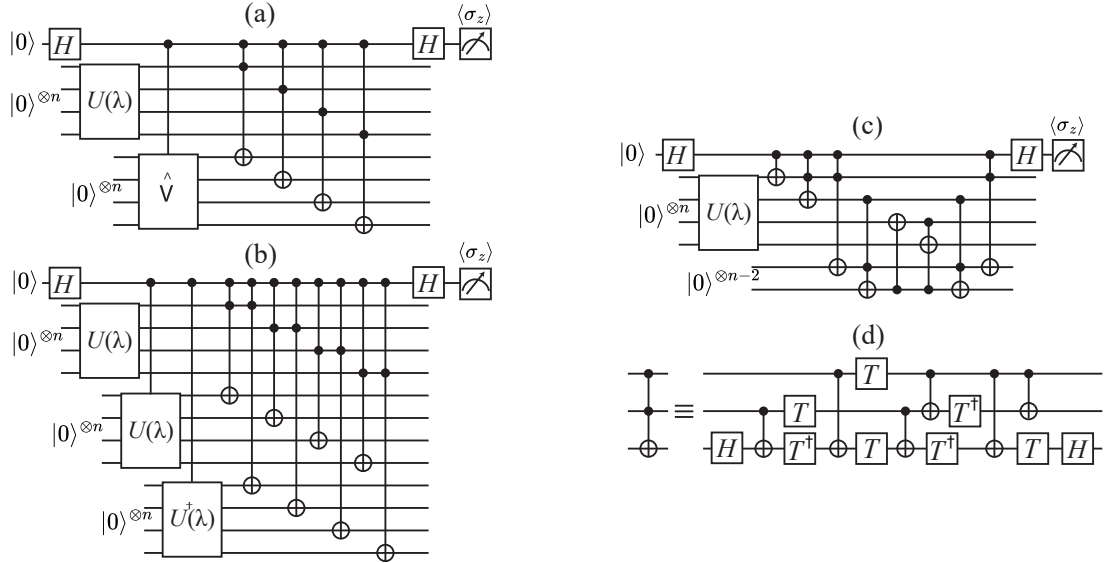 (a)
⟨σz⟩
|0⟩ H H
|0⟩⊗n U(λ)
|0⟩⊗n V̂
(b)
⟨σz⟩
|0⟩ H H
|0⟩⊗n U(λ)
|0⟩⊗n U(λ)
|0⟩⊗n U†(λ)
(c)
⟨σz⟩
|0⟩ H H
|0⟩⊗n U(λ)
|0⟩⊗n−2
(d)
T
≡ T T†
H T† T T† T H